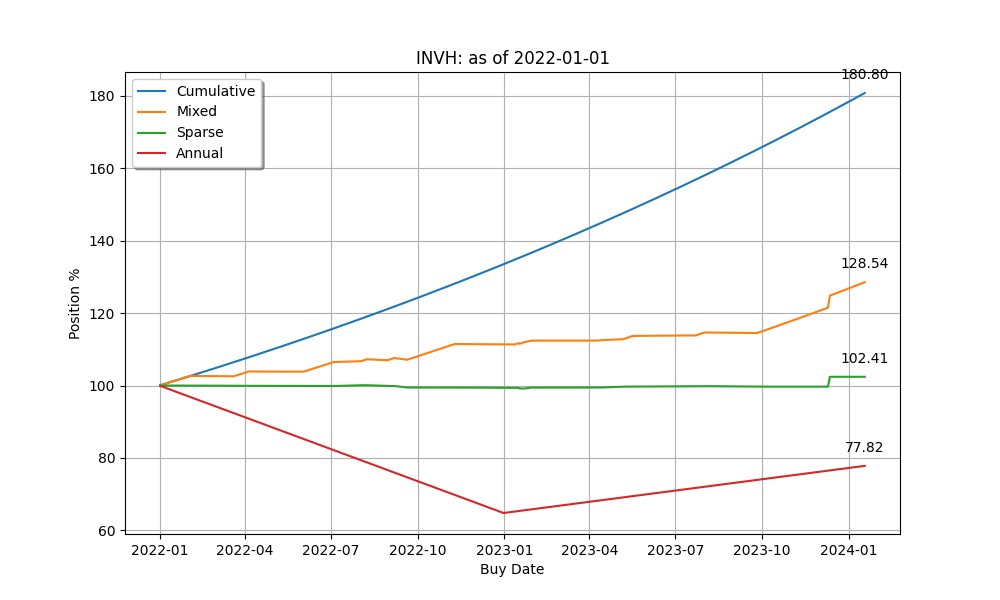 INVH: as of 2022-01-01
180.80
Cumulative
Mixed
Sparse
Annual
128.54
102.41
77.82
Position %
180
160
140
120
100
80
60
2022-01 2022-04 2022-07 2022-10 2023-01 2023-04 2023-07 2023-10 2024-01
Buy Date